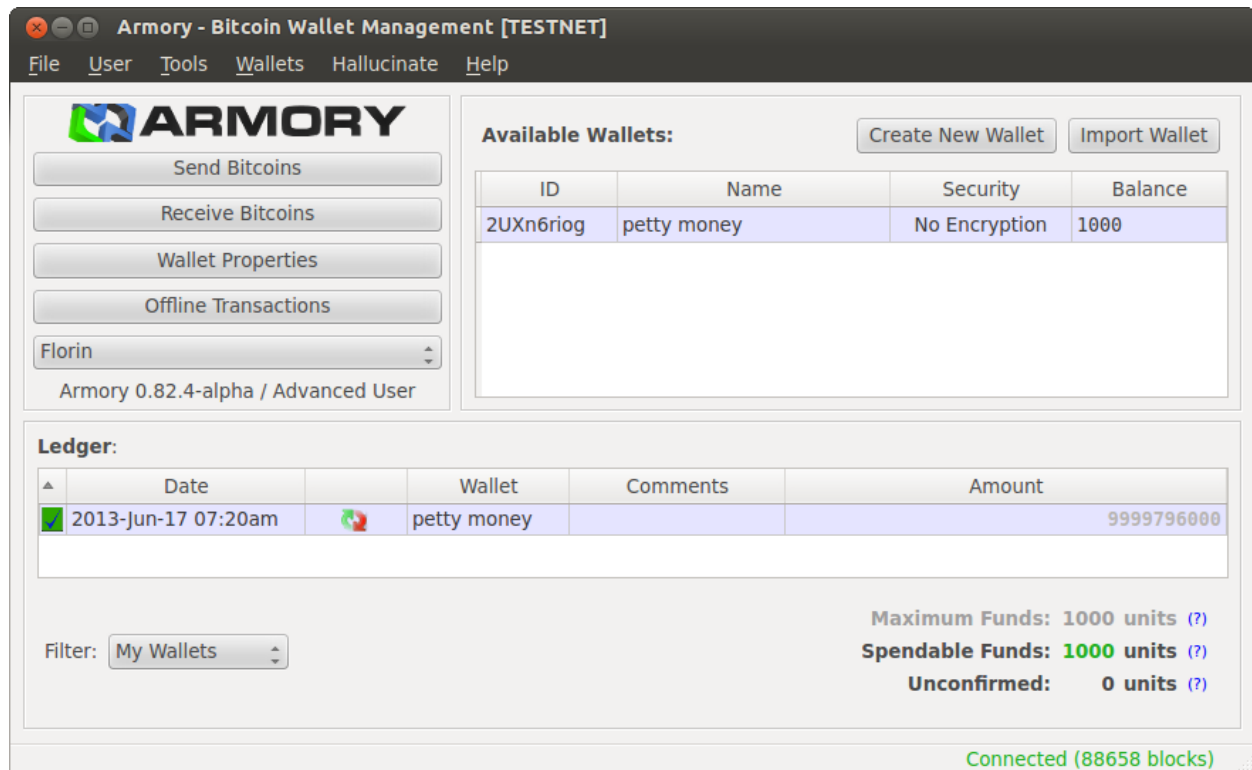 Armory - Bitcoin Wallet Management [TESTNET]
File User Tools Wallets Hallucinate Help
ARMORY
Send Bitcoins
Receive Bitcoins
Wallet Properties
Offline Transactions
Florin
Armory 0.82.4-alpha / Advanced User
Available Wallets: Create New Wallet Import Wallet
ID Name Security Balance
2UXn6riog petty money No Encryption 1000
Ledger:
Date Wallet Comments Amount
2013-Jun-17 07:20am petty money 9999796000
Filter: My Wallets
Maximum Funds: 1000 units (?)
Spendable Funds: 1000 units (?)
Unconfirmed: 0 units (?)
Connected (88658 blocks)